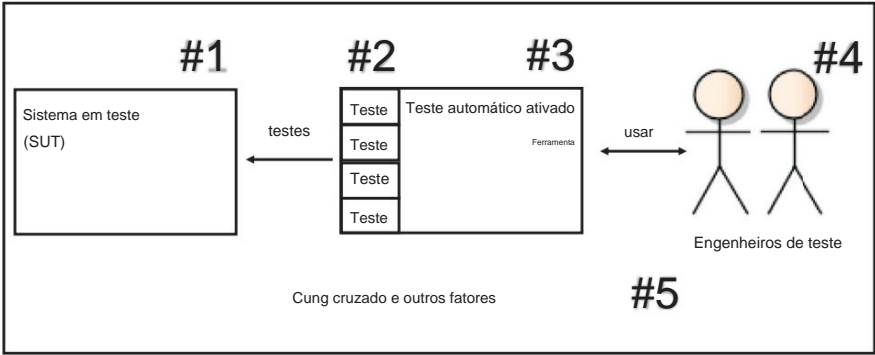 #1
#2
#3
#4
Sistema em teste
(SUT)
testes
Teste
Teste
Teste
Teste
Teste automático ativado
Ferramenta
usar
Engenheiros de teste
Cung cruzado e outros fatores
#5